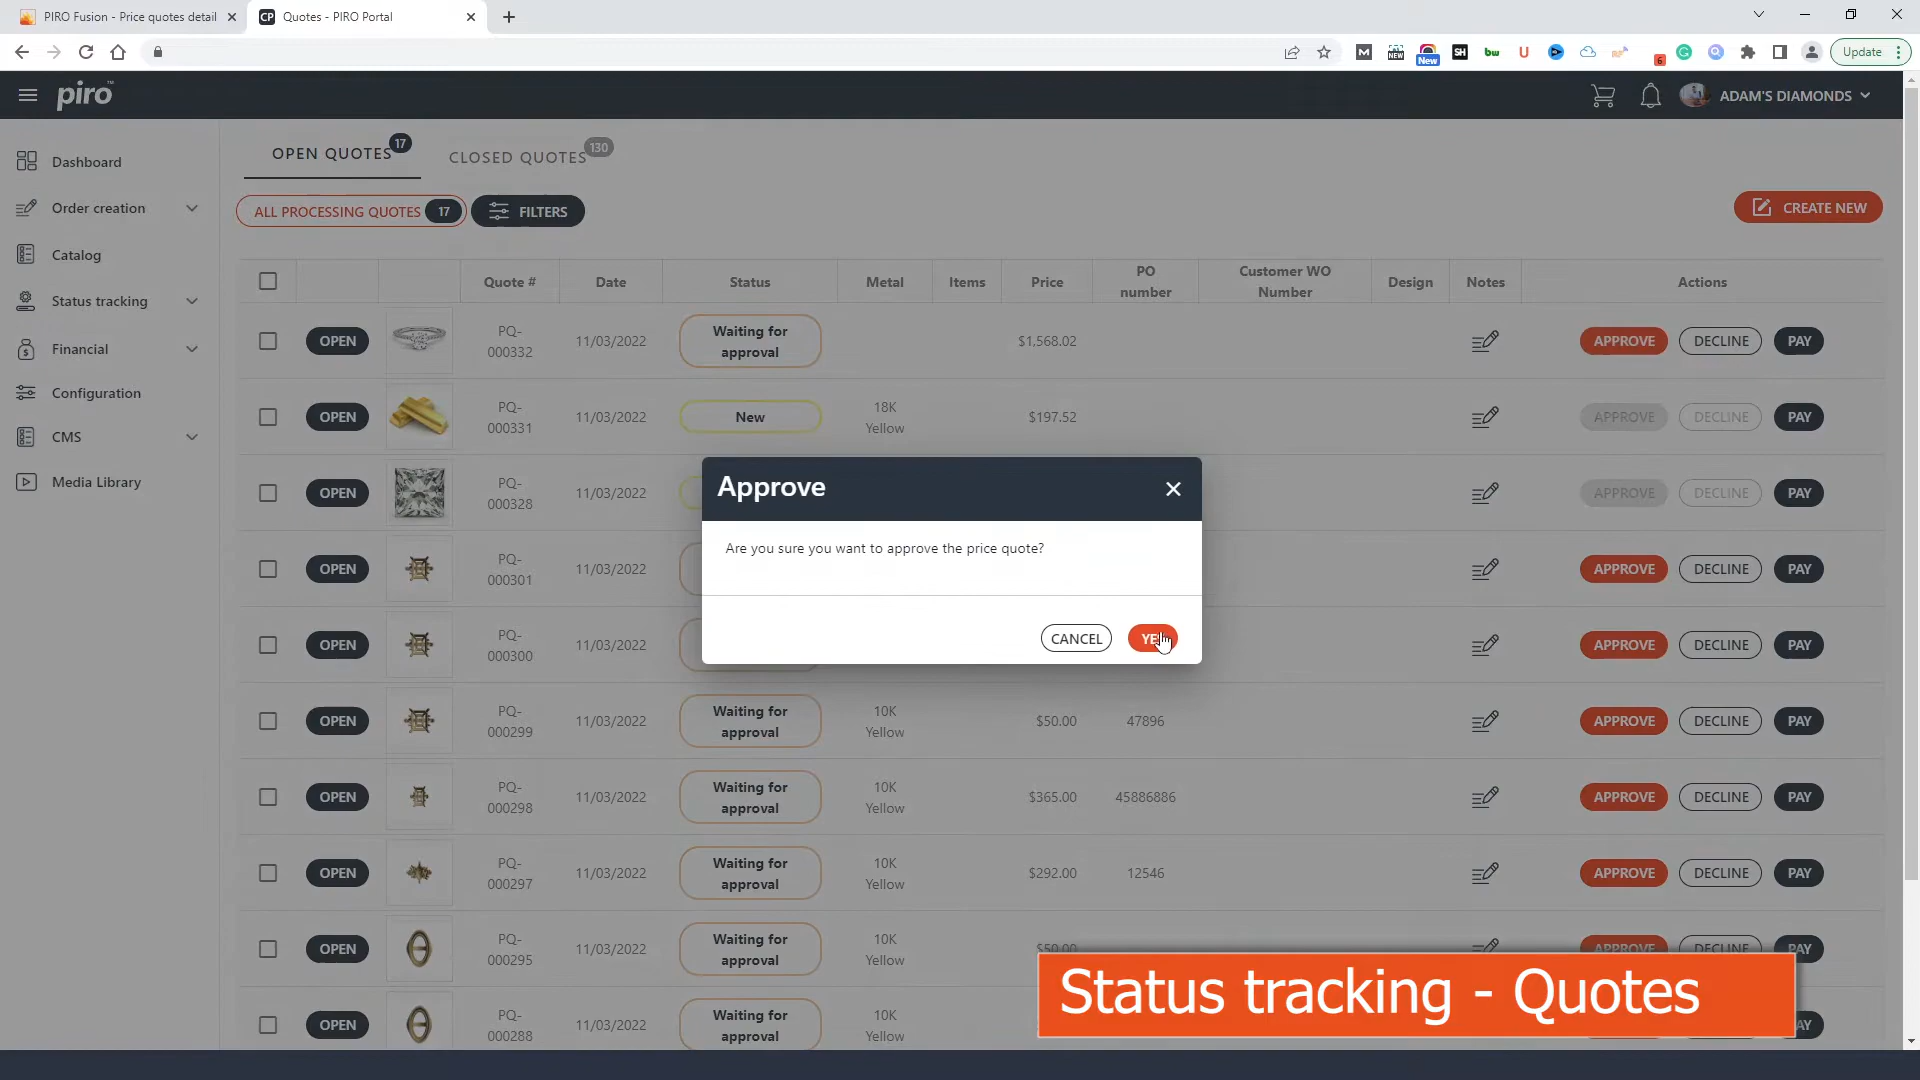 PIRO Fusion - Price quotes detail
Quotes - PIRO Portal
Update
piro
ADAM'S DIAMONDS
Dashboard
Order creation
Catalog
Status tracking
Financial
Configuration
CMS
Media Library
OPEN QUOTES 17
CLOSED QUOTES 130
ALL PROCESSING QUOTES 17
FILTERS
CREATE NEW
Quote # Date Status Metal Items Price PO number Customer WO Number Design Notes Actions
OPEN PQ-000332 11/03/2022 Waiting for approval $1,568.02 APPROVE DECLINE PAY
OPEN PQ-000331 11/03/2022 New 18K Yellow $197.52 APPROVE DECLINE PAY
OPEN PQ-000328 11/03/2022 APPROVE DECLINE PAY
OPEN PQ-000301 11/03/2022 APPROVE DECLINE PAY
OPEN PQ-000300 11/03/2022 APPROVE DECLINE PAY
OPEN PQ-000299 11/03/2022 Waiting for approval 10K Yellow $50.00 47896 APPROVE DECLINE PAY
OPEN PQ-000298 11/03/2022 Waiting for approval 10K Yellow $365.00 45886886 APPROVE DECLINE PAY
OPEN PQ-000297 11/03/2022 Waiting for approval 10K Yellow $292.00 12546 APPROVE DECLINE PAY
OPEN PQ-000295 11/03/2022 Waiting for approval 10K Yellow $50.00 APPROVE DECLINE PAY
OPEN PQ-000288 11/03/2022 Waiting for approval 10K Yellow
Approve
Are you sure you want to approve the price quote?
CANCEL
Status tracking - Quotes